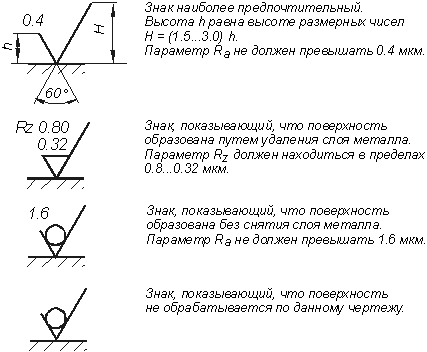 0.4
h
H
60°
Знак наиболее предпочтительный.
Высота h равна высоте размерных чисел
H = (1.5...3.0) h.
Параметр Ra не должен превышать 0.4 мкм.
Rz 0.80
0.32
Знак, показывающий, что поверхность
образована путем удаления слоя металла.
Параметр Rz должен находиться в пределах
0.8...0.32 мкм.
1.6
Знак, показывающий, что поверхность
образована без снятия слоя металла.
Параметр Ra не должен превышать 1.6 мкм.
Знак, показывающий, что поверхность
не обрабатывается по данному чертежу.